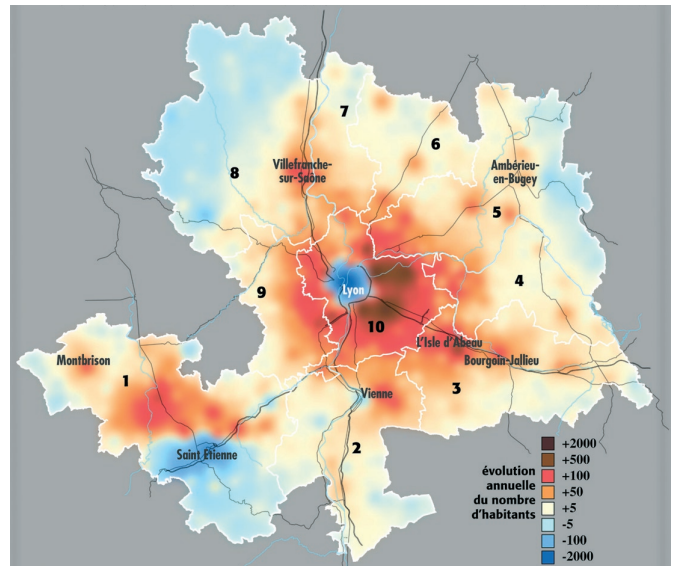 7
6
Villefranche-
sur-Saône
Ambérieu-
en-Bugey
8
5
4
9
Lyon
10
L'Isle d'Abeau
Montbrison
Bourgoin-Jallieu
1
3
Vienne
2
Saint Etienne
évolution
annuelle
du nombre
d'habitants
+2000
+500
+100
+50
+5
-5
-100
-2000